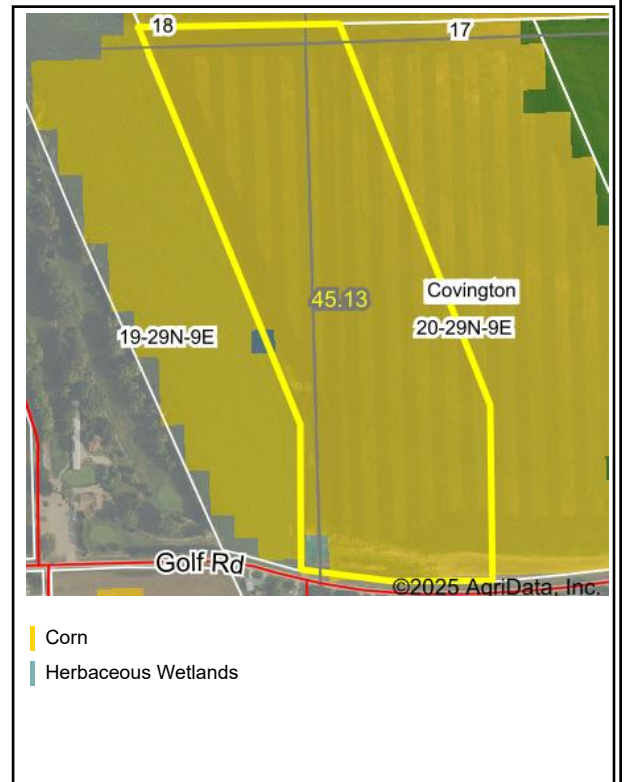 18
17
45.13
Covington
19-29N-9E
20-29N-9E
Golf Rd
©2025 AgriData, Inc.
Corn
Herbaceous Wetlands